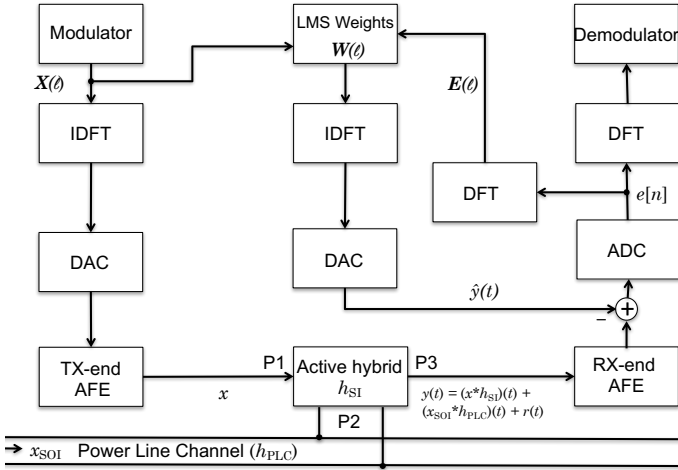 Modulator
LMS Weights
W(ℓ)
Demodulator
X(ℓ)
E(ℓ)
IDFT
IDFT
DFT
DFT
e[n]
DAC
DAC
ADC
ŷ(t)
−
+
TX-end
AFE
P1
Active hybrid
h_SI
P3
RX-end
AFE
x
y(t) = (x*h_SI)(t) +
(x_SOI*h_PLC)(t) + r(t)
P2
x_SOI Power Line Channel (h_PLC)